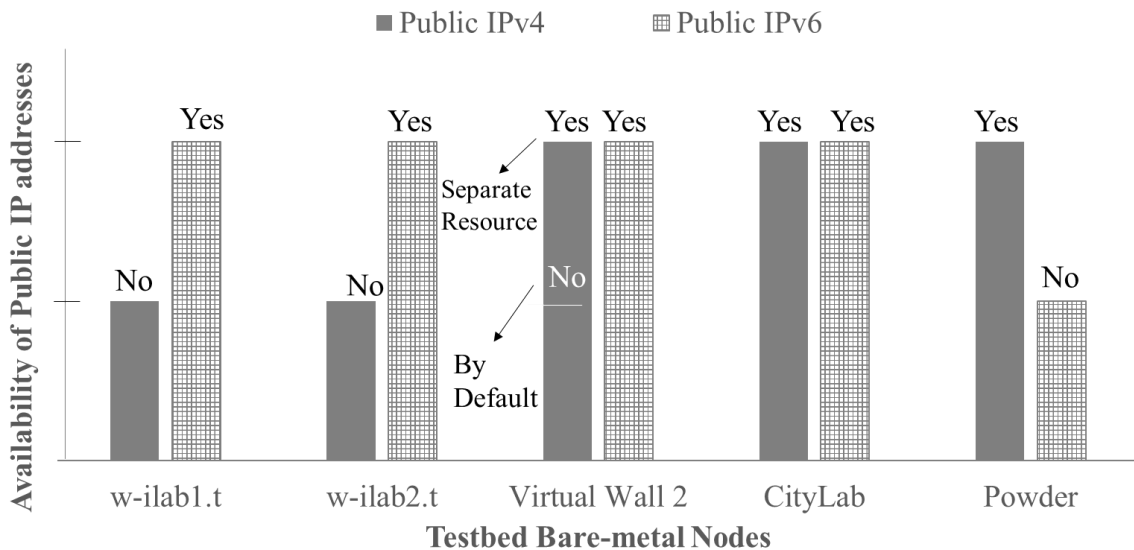 Public IPv4 Public IPv6
Availability of Public IP addresses
Yes Yes Yes Yes Yes Yes Yes
Separate
Resource
No No No No
By
Default
w-ilab1.t w-ilab2.t Virtual Wall 2 CityLab Powder
Testbed Bare-metal Nodes